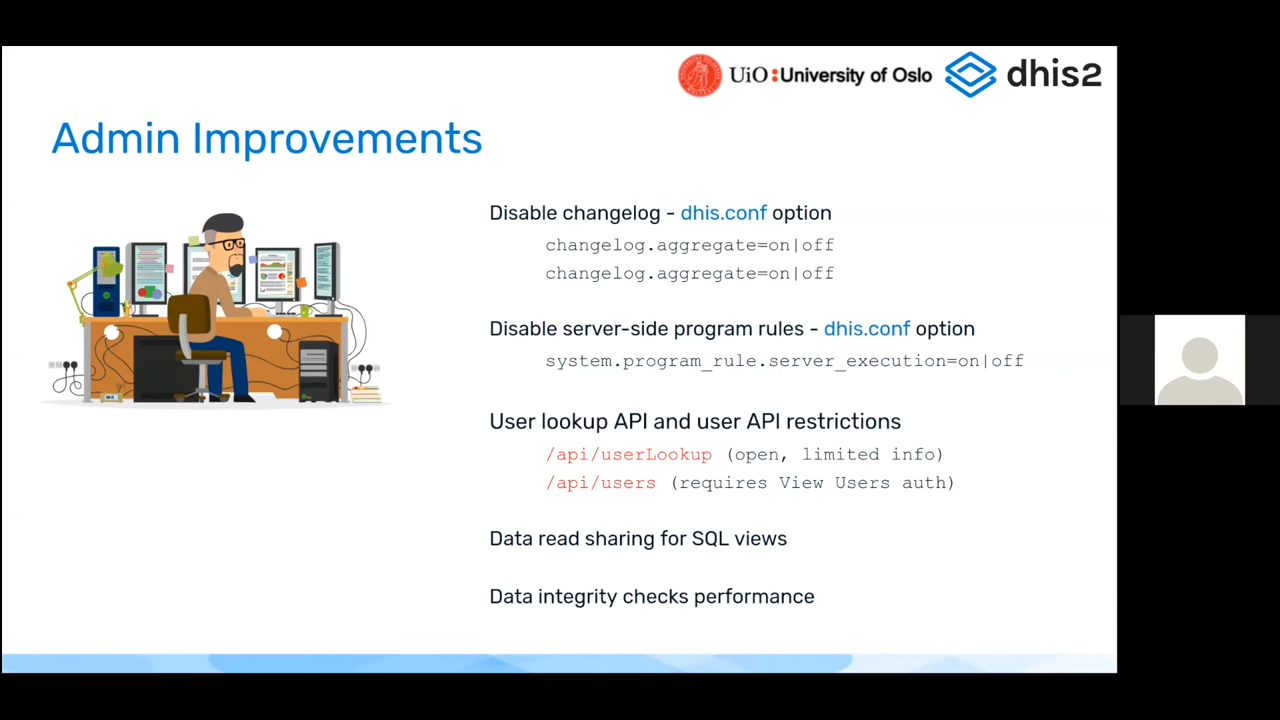 UiO : University of Oslo
dhis2
Admin Improvements
Disable changelog - dhis.conf option
changelog.aggregate=on|off
changelog.aggregate=on|off
Disable server-side program rules - dhis.conf option
system.program_rule.server_execution=on|off
User lookup API and user API restrictions
/api/userLookup (open, limited info)
/api/users (requires View Users auth)
Data read sharing for SQL views
Data integrity checks performance